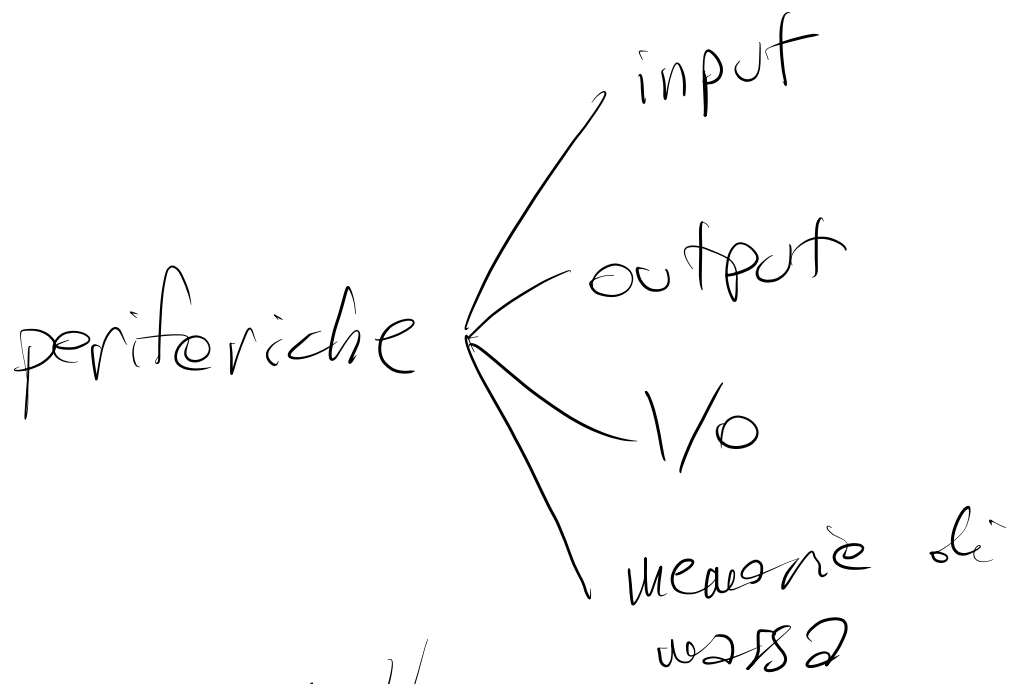 input
output
periferiche
I/O
memorie di
massa